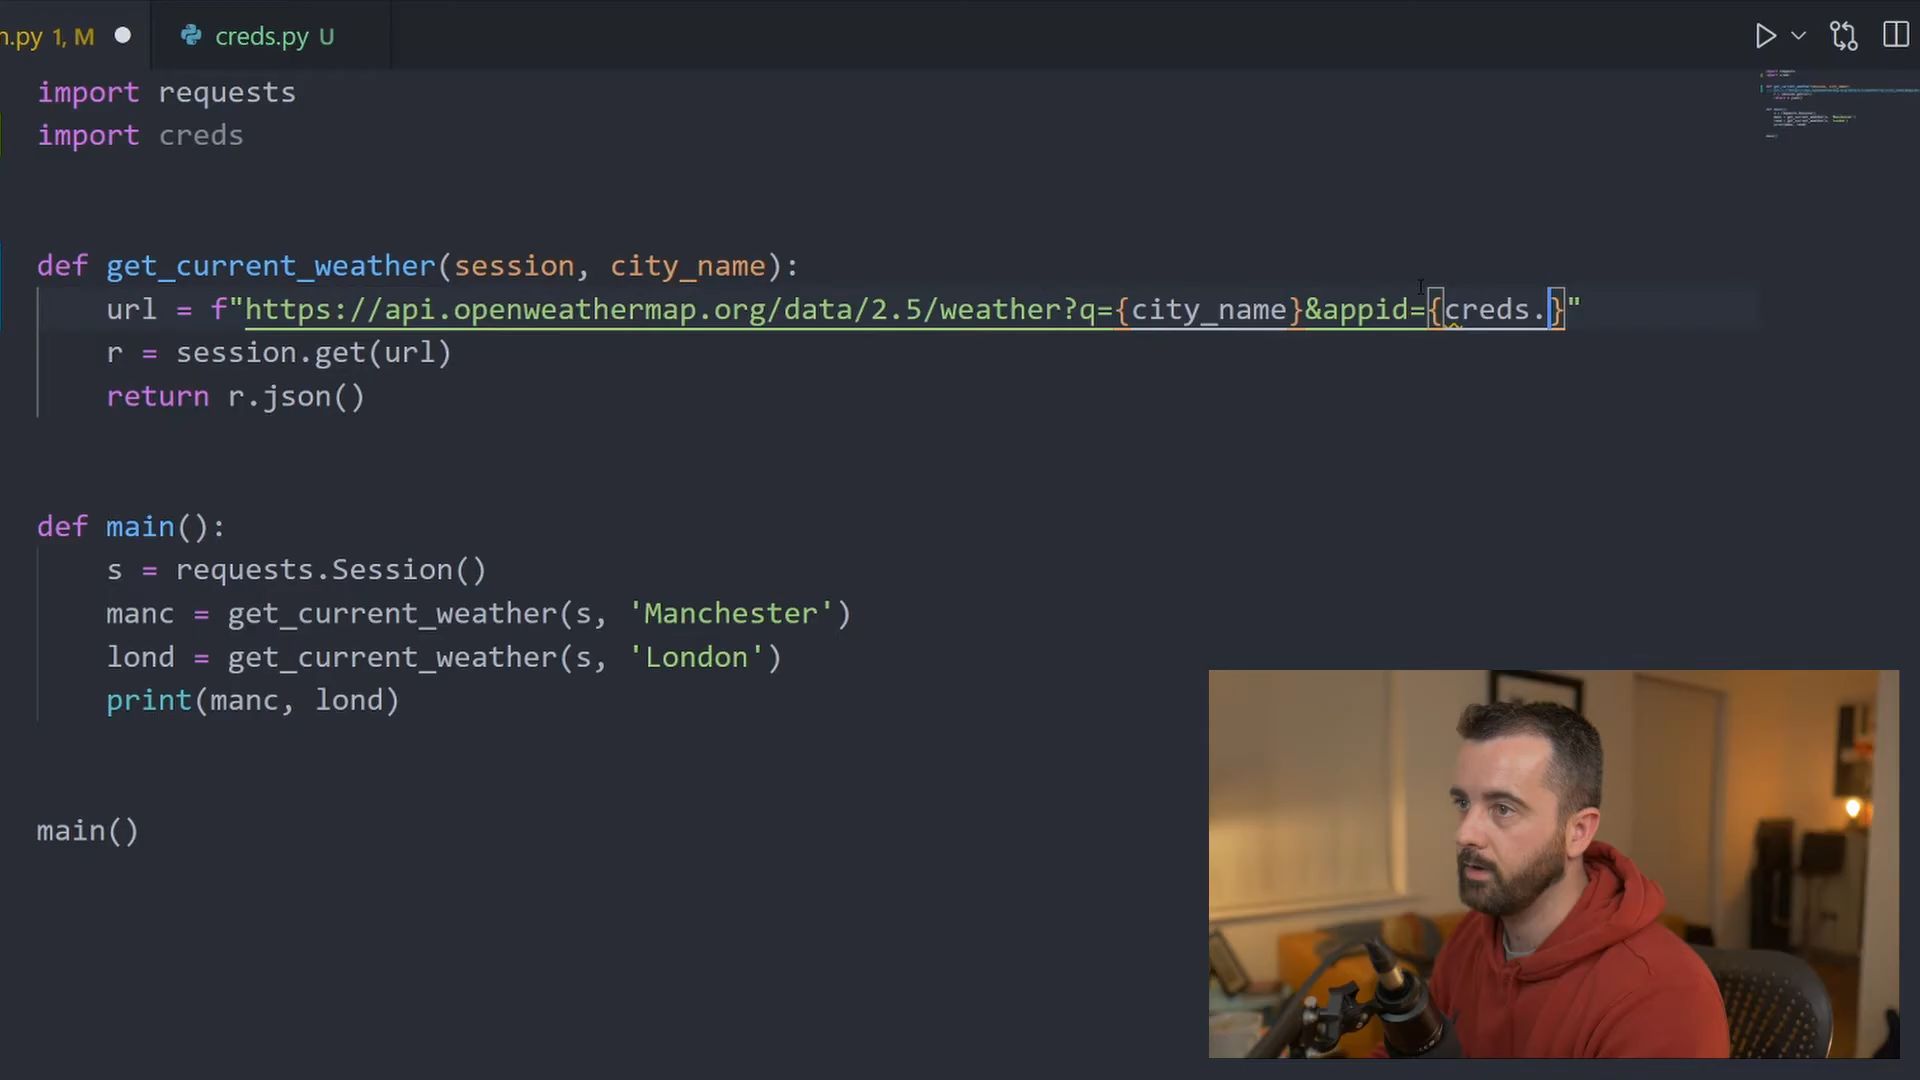 n.py 1, M
creds.py U
import requests
import creds
def get_current_weather(session, city_name):
url = f"https://api.openweathermap.org/data/2.5/weather?q={city_name}&appid={creds.}"
r = session.get(url)
return r.json()
def main():
s = requests.Session()
manc = get_current_weather(s, 'Manchester')
lond = get_current_weather(s, 'London')
print(manc, lond)
main()